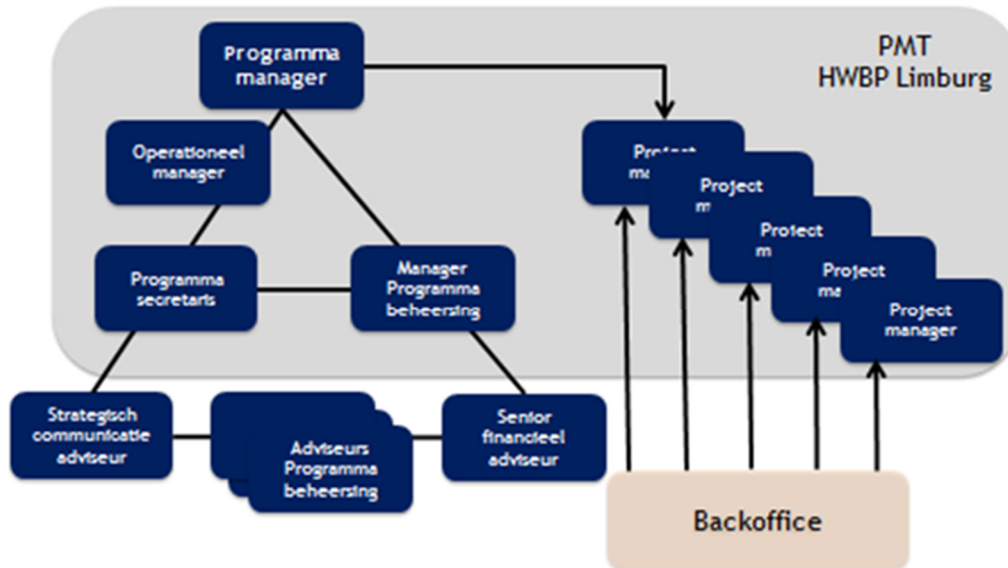 Programma
manager
PMT
HWBP Limburg
Operationeel
manager
Project
Project
Project
Project
Project
manager
Programma
secretaris
Manager
Programma
beheersing
Strategisch
communicatie
adviseur
Adviseurs
Programma
beheersing
Senior
financieel
adviseur
Backoffice